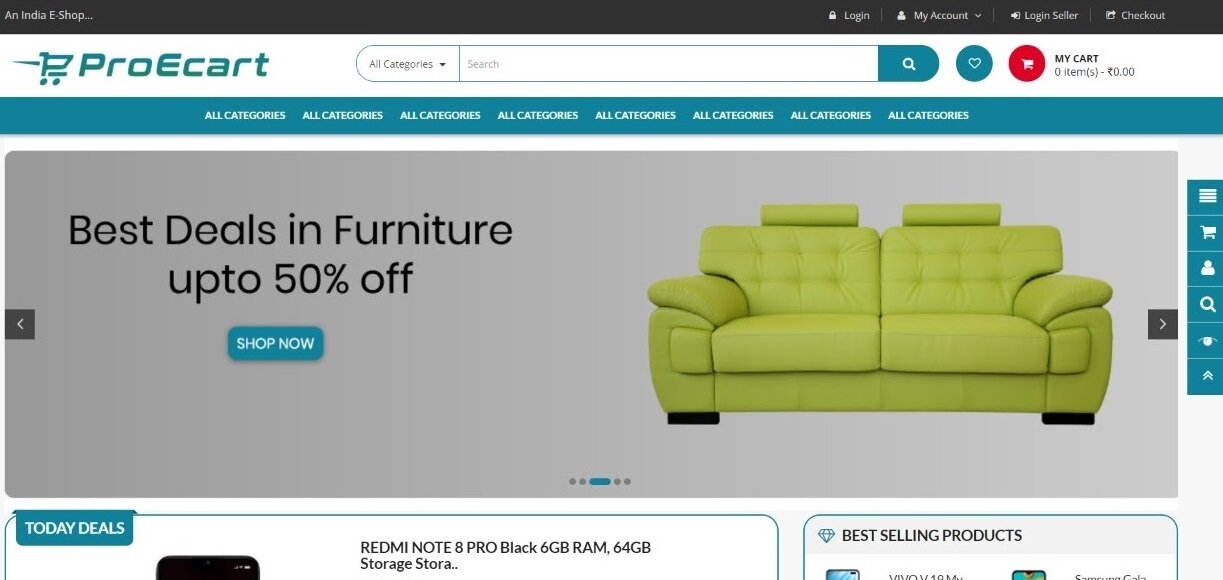 An India E-Shop...
Login
My Account
Login Seller
Checkout
ProEcart
All Categories
Search
MY CART
0 item(s) - ₹0.00
ALL CATEGORIES ALL CATEGORIES ALL CATEGORIES ALL CATEGORIES ALL CATEGORIES ALL CATEGORIES ALL CATEGORIES ALL CATEGORIES
Best Deals in Furniture
upto 50% off
SHOP NOW
TODAY DEALS
REDMI NOTE 8 PRO Black 6GB RAM, 64GB
Storage Stora..
BEST SELLING PRODUCTS
VIVO V 19 My
Samsung Gala